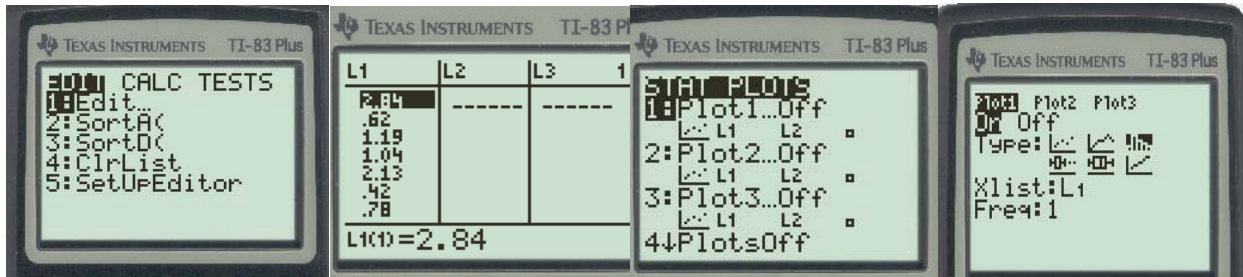 TEXAS INSTRUMENTS TI-83 Plus
EDIT CALC TESTS
1:Edit…
2:SortA(
3:SortD(
4:ClrList
5:SetUpEditor
TEXAS INSTRUMENTS TI-83 P
L1 L2 L3 1
2.84 ------ ------
.62
1.19
1.04
2.13
.42
.78
L1(1)=2.84
TEXAS INSTRUMENTS TI-83 Plus
STAT PLOTS
1:Plot1…Off
L1 L2
2:Plot2…Off
L1 L2
3:Plot3…Off
L1 L2
4↓PlotsOff
TEXAS INSTRUMENTS TI-83 Plus
Plot1 Plot2 Plot3
On Off
Type:
Xlist:L1
Freq:1